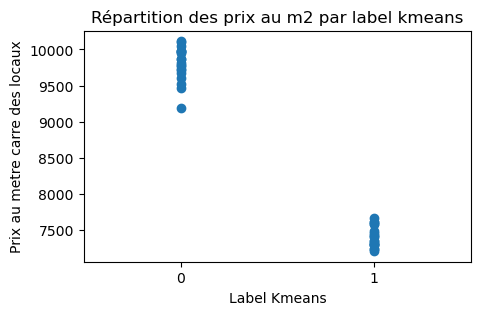 Répartition des prix au m2 par label kmeans
Prix au metre carre des locaux
10000
9500
9000
8500
8000
7500
0
1
Label Kmeans